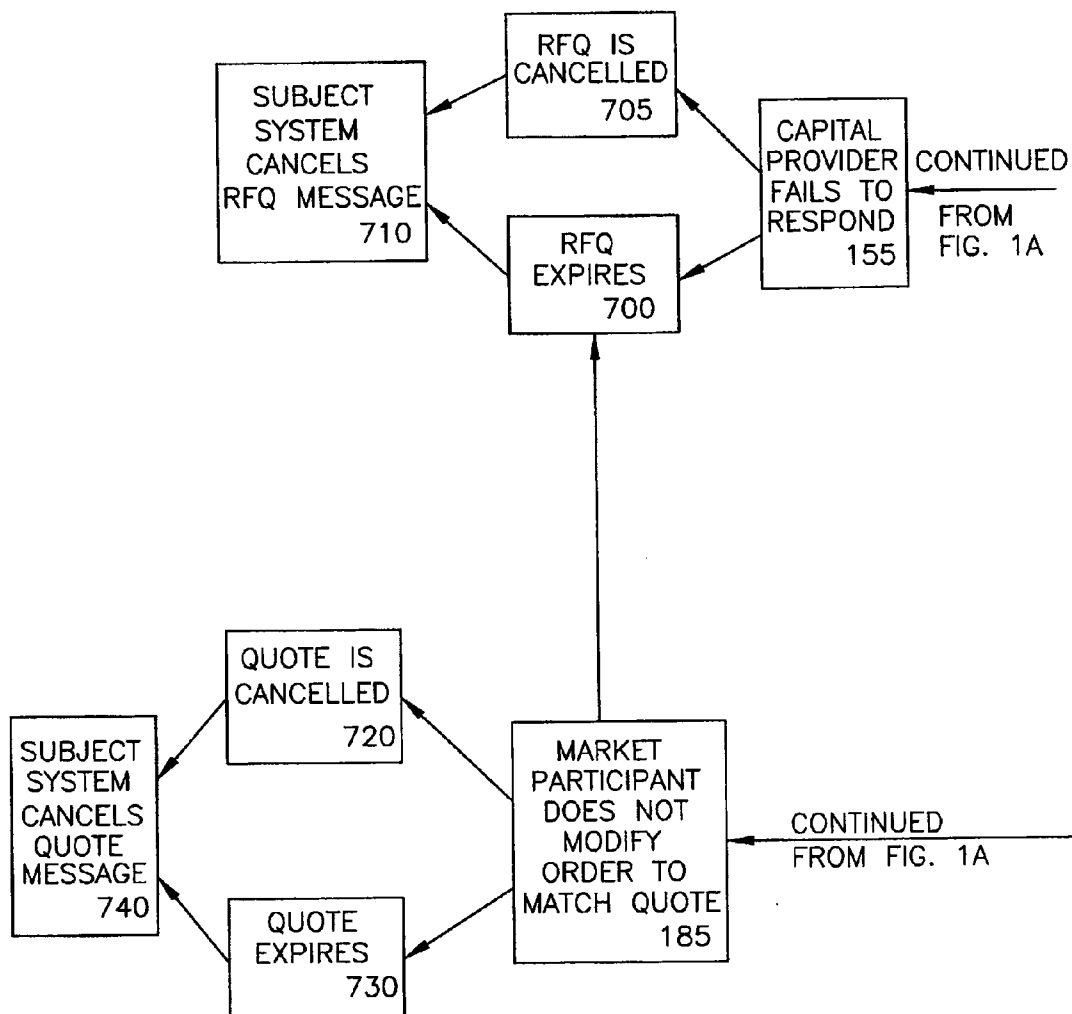 RFQ IS
CANCELLED
705
SUBJECT
SYSTEM
CANCELS
RFQ MESSAGE
710
CAPITAL
PROVIDER
FAILS TO
RESPOND
155
CONTINUED
FROM
FIG. 1A
RFQ
EXPIRES
700
QUOTE IS
CANCELLED
720
SUBJECT
SYSTEM
CANCELS
QUOTE
MESSAGE
740
MARKET
PARTICIPANT
DOES NOT
MODIFY
ORDER TO
MATCH QUOTE
185
CONTINUED
FROM FIG. 1A
QUOTE
EXPIRES
730